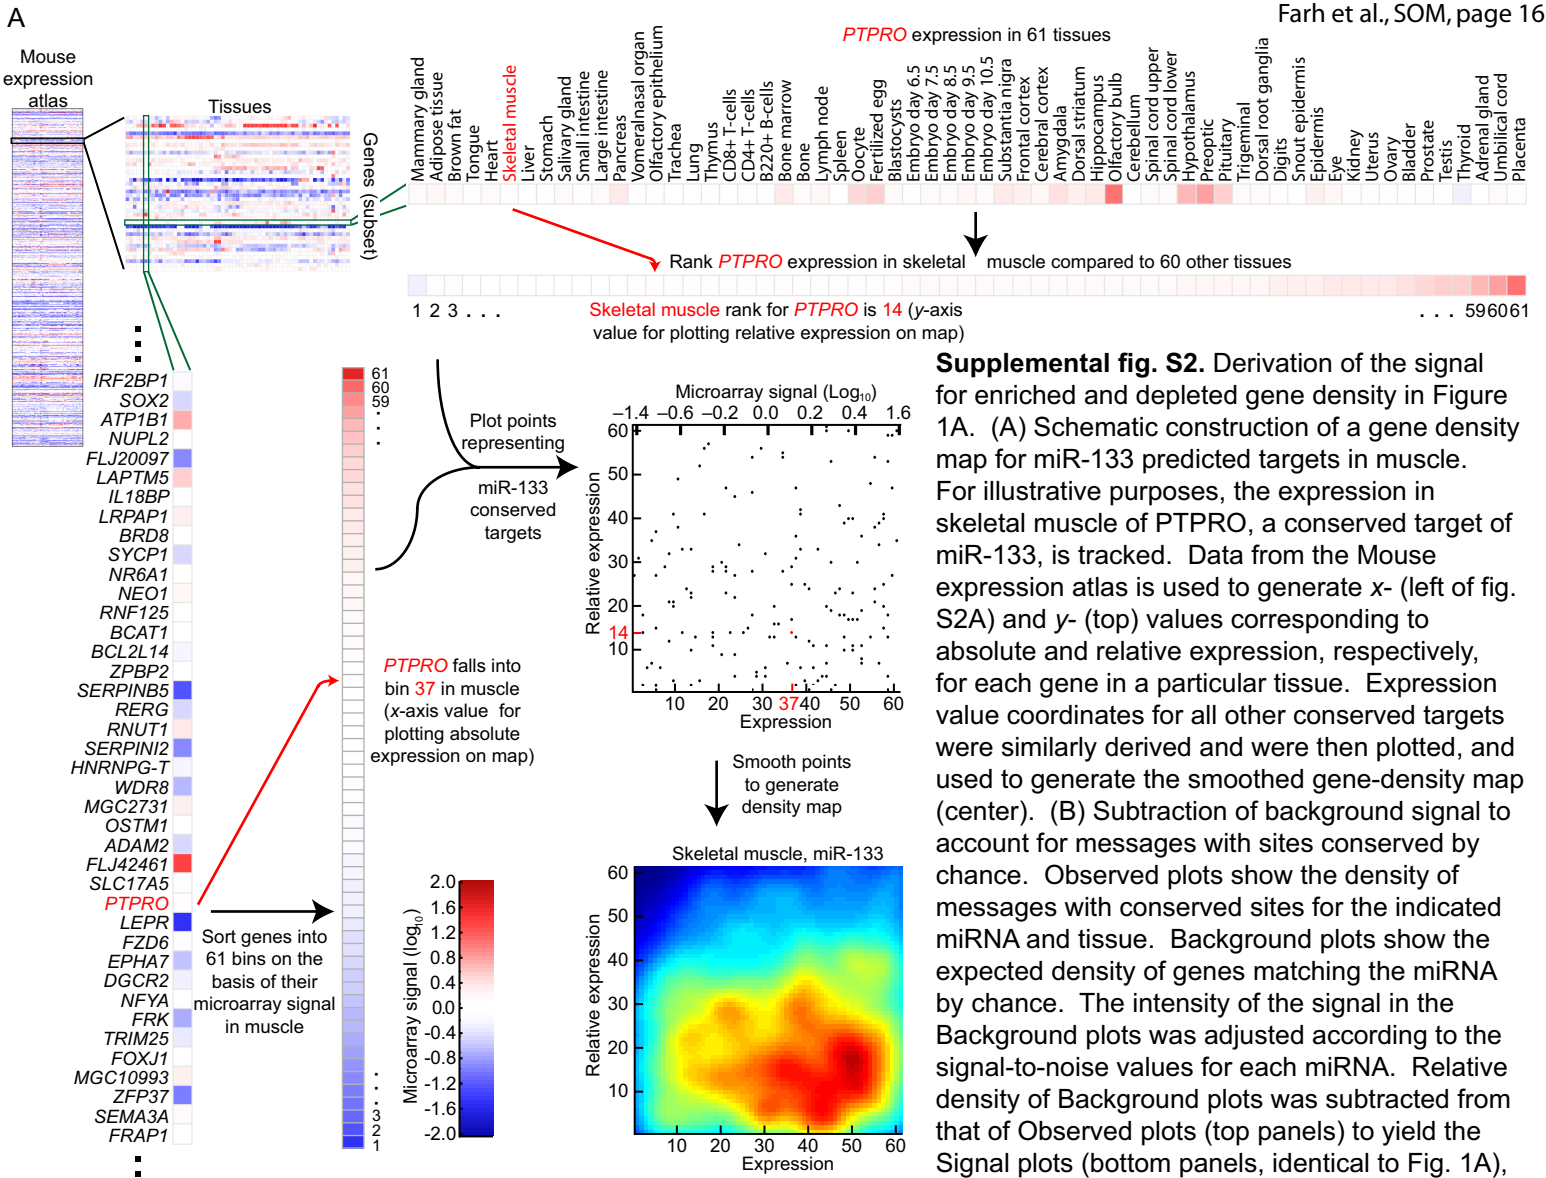 A
Farh et al., SOM, page 16
Mouse
expression
atlas
Tissues
Genes (subset)
PTPRO expression in 61 tissues
Mammary gland
Adipose tissue
Brown fat
Tongue
Heart
Skeletal muscle
Liver
Stomach
Salivary gland
Small intestine
Large intestine
Pancreas
Vomeronalnasal organ
Olfactory epithelium
Trachea
Lung
Thymus
CD8+ T-cells
CD4+ T-cells
B220+ B-cells
Bone marrow
Bone
Lymph node
Spleen
Oocyte
Fertilized egg
Blastocysts
Embryo day 6.5
Embryo day 7.5
Embryo day 8.5
Embryo day 9.5
Embryo day 10.5
Substantia nigra
Frontal cortex
Cerebral cortex
Amygdala
Dorsal striatum
Hippocampus
Olfactory bulb
Cerebellum
Spinal cord upper
Spinal cord lower
Hypothalamus
Preoptic
Pituitary
Trigeminal
Dorsal root ganglia
Digits
Snout epidermis
Epidermis
Eye
Kidney
Uterus
Ovary
Bladder
Prostate
Testis
Thyroid
Adrenal gland
Umbilical cord
Placenta
Rank PTPRO expression in skeletal muscle compared to 60 other tissues
1 2 3 . . .
. . . 596061
Skeletal muscle rank for PTPRO is 14 (y-axis
value for plotting relative expression on map)
IRF2BP1
SOX2
ATP1B1
NUPL2
FLJ20097
LAPTM5
IL18BP
LRPAP1
BRD8
SYCP1
NR6A1
NEO1
RNF125
BCAT1
BCL2L14
ZPBP2
SERPINB5
RERG
RNUT1
SERPINI2
HNRNPG-T
WDR8
MGC2731
OSTM1
ADAM2
FLJ42461
SLC17A5
PTPRO
LEPR
FZD6
EPHA7
DGCR2
NFYA
FRK
TRIM25
FOXJ1
MGC10993
ZFP37
SEMA3A
FRAP1
Sort genes into
61 bins on the
basis of their
microarray signal
in muscle
61
60
59
3
2
1
PTPRO falls into
bin 37 in muscle
(x-axis value for
plotting absolute
expression on map)
Microarray signal (log10)
2.0
1.6
1.2
0.8
0.4
0.0
-0.4
-0.8
-1.2
-1.6
-2.0
Plot points
representing
miR-133
conserved
targets
Microarray signal (Log10)
−1.4 −0.6 −0.2 0.0 0.2 0.4 1.6
Relative expression
60
50
40
30
20
14
10
10 20 30 37 40 50 60
Expression
Smooth points
to generate
density map
Skeletal muscle, miR-133
Relative expression
60
50
40
30
20
10
10 20 30 40 50 60
Expression
Supplemental fig. S2. Derivation of the signal
for enriched and depleted gene density in Figure
1A. (A) Schematic construction of a gene density
map for miR-133 predicted targets in muscle.
For illustrative purposes, the expression in
skeletal muscle of PTPRO, a conserved target of
miR-133, is tracked. Data from the Mouse
expression atlas is used to generate x- (left of fig.
S2A) and y- (top) values corresponding to
absolute and relative expression, respectively,
for each gene in a particular tissue. Expression
value coordinates for all other conserved targets
were similarly derived and were then plotted, and
used to generate the smoothed gene-density map
(center). (B) Subtraction of background signal to
account for messages with sites conserved by
chance. Observed plots show the density of
messages with conserved sites for the indicated
miRNA and tissue. Background plots show the
expected density of genes matching the miRNA
by chance. The intensity of the signal in the
Background plots was adjusted according to the
signal-to-noise values for each miRNA. Relative
density of Background plots was subtracted from
that of Observed plots (top panels) to yield the
Signal plots (bottom panels, identical to Fig. 1A),